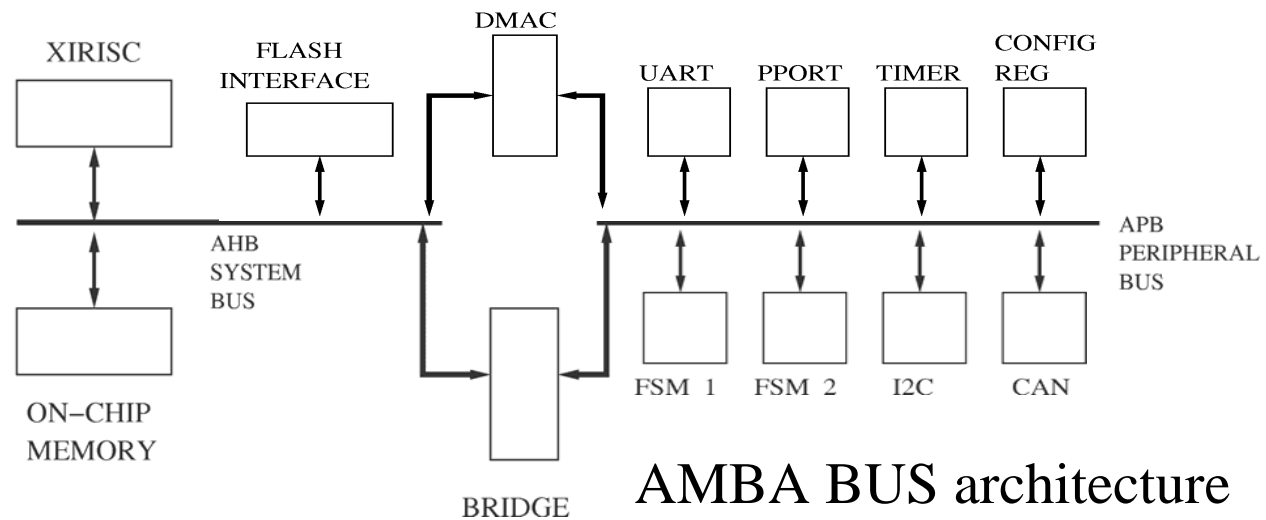 DMAC
XIRISC
FLASH
INTERFACE
UART
PPORT
TIMER
CONFIG
REG
AHB
SYSTEM
BUS
APB
PERIPHERAL
BUS
FSM 1
FSM 2
I2C
CAN
ON-CHIP
MEMORY
BRIDGE
AMBA BUS architecture